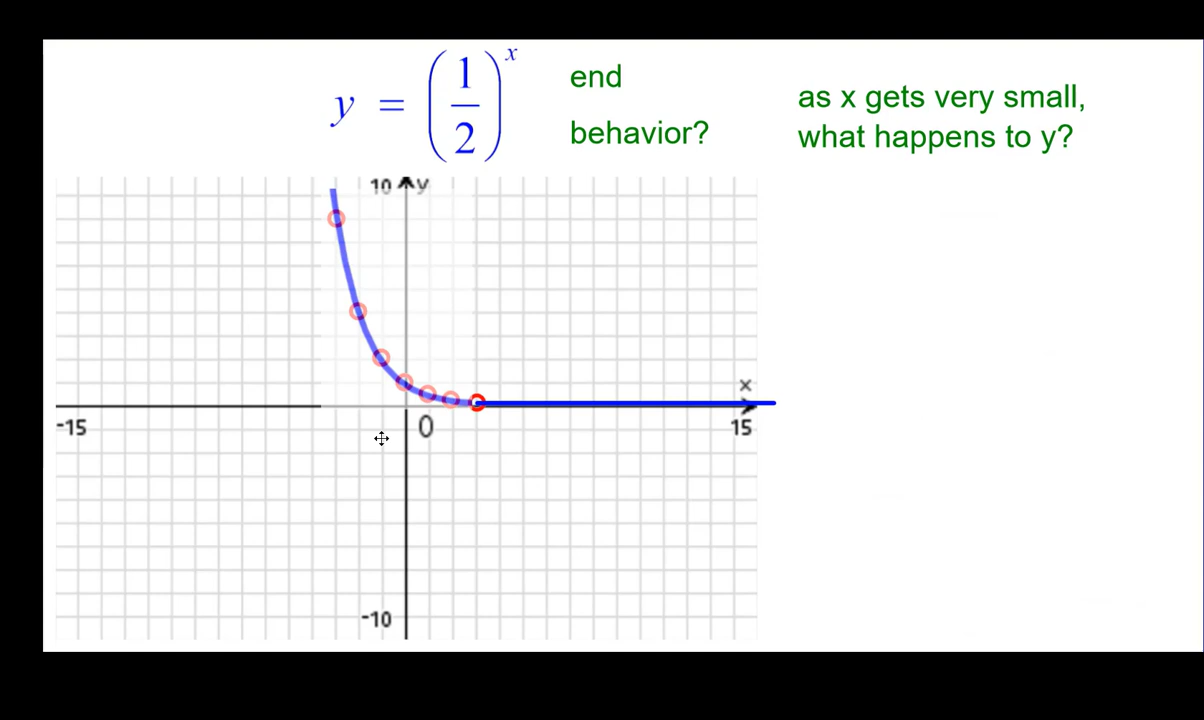 y = (1/2)^x
end
behavior?
as x gets very small,
what happens to y?
10 y
x
-15 0 15
-10